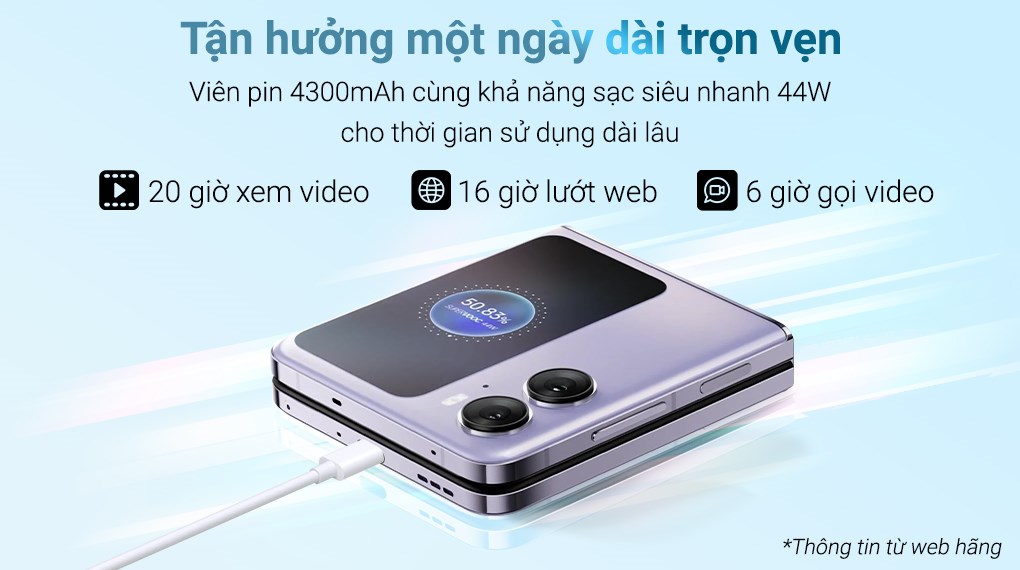 Tận hưởng một ngày dài trọn vẹn
Viên pin 4300mAh cùng khả năng sạc siêu nhanh 44W
cho thời gian sử dụng dài lâu
20 giờ xem video
16 giờ lướt web
6 giờ gọi video
50.83%
SUPERVOOC 44W
*Thông tin từ web hãng